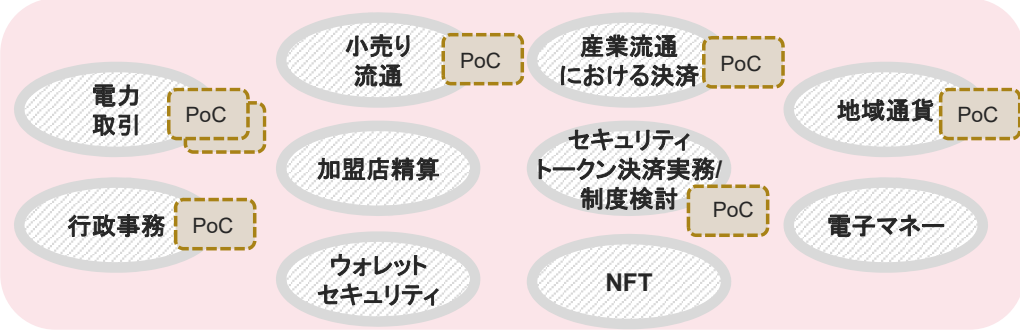 電力
取引
PoC
行政事務
PoC
小売り
流通
PoC
加盟店精算
ウォレット
セキュリティ
産業流通
における決済
PoC
セキュリティ
トークン決済実務/
制度検討
PoC
NFT
地域通貨
PoC
電子マネー